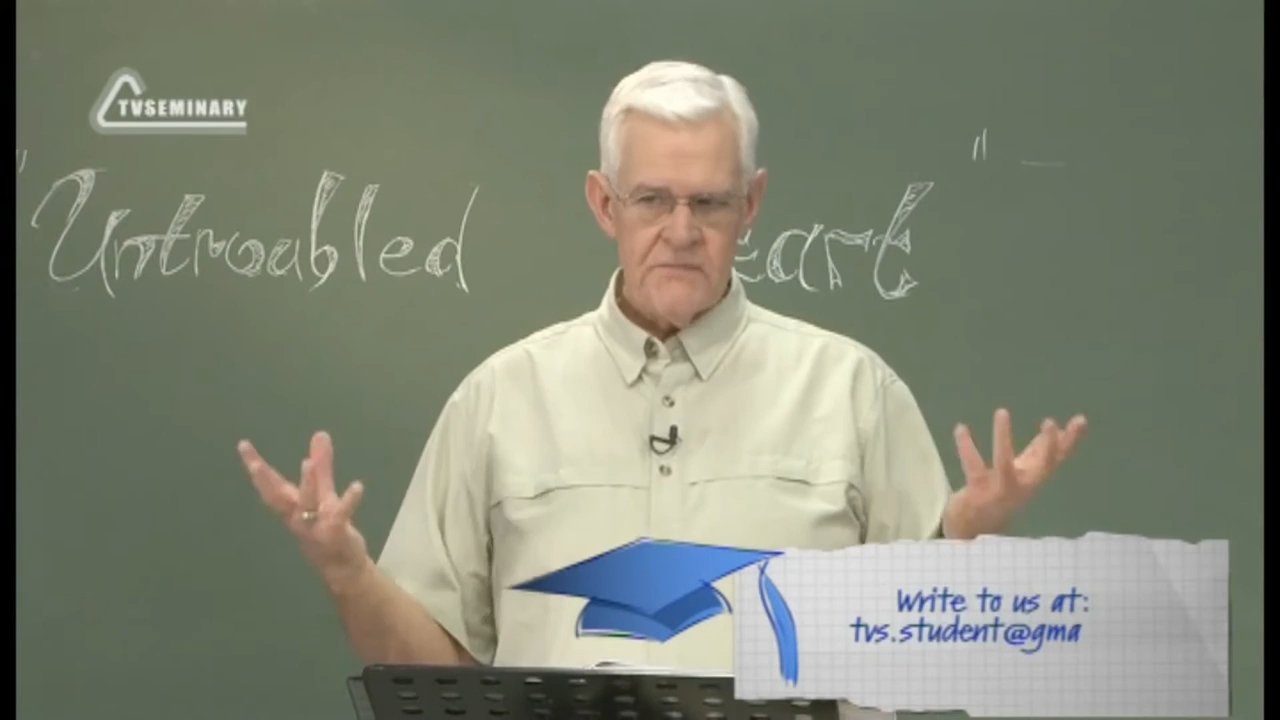 TVSEMINARY
"Untroubled eart" –
Write to us at:
tvs.student@gma